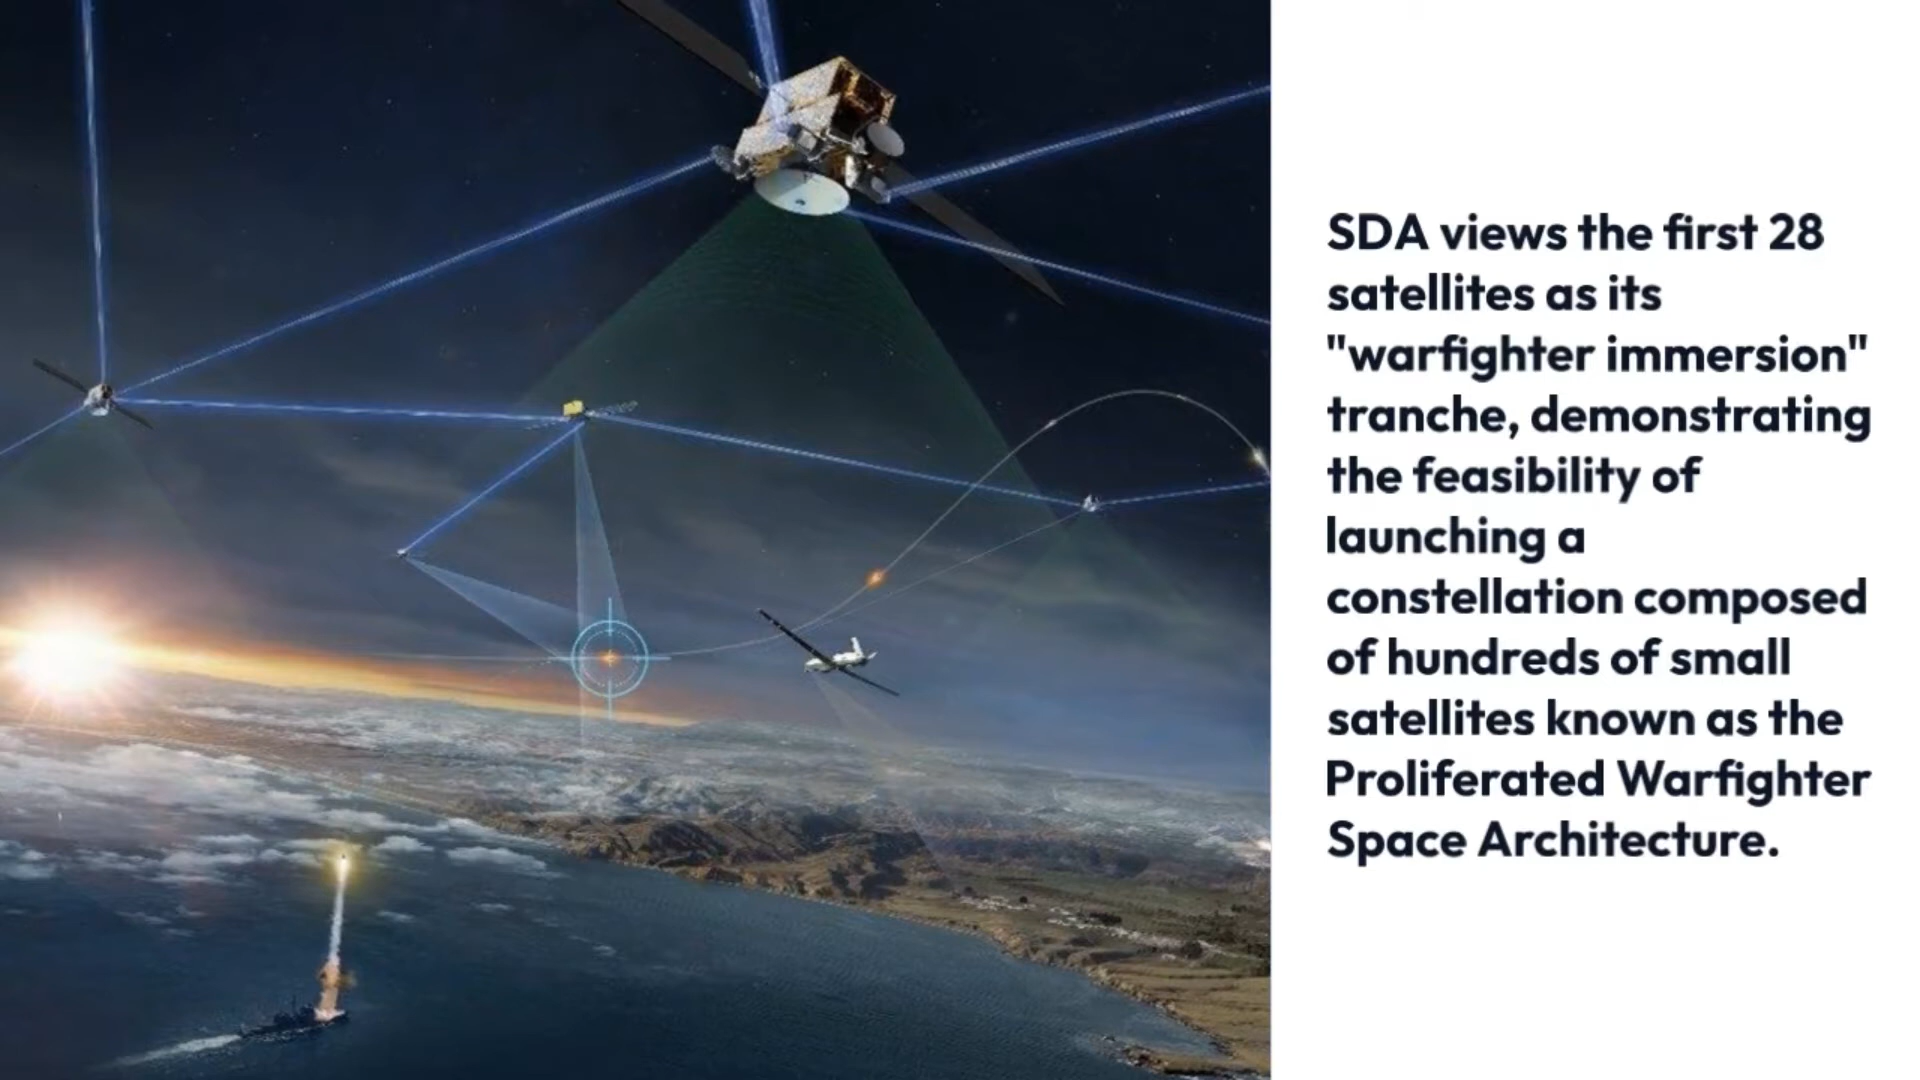 SDA views the first 28
satellites as its
"warfighter immersion"
tranche, demonstrating
the feasibility of
launching a
constellation composed
of hundreds of small
satellites known as the
Proliferated Warfighter
Space Architecture.